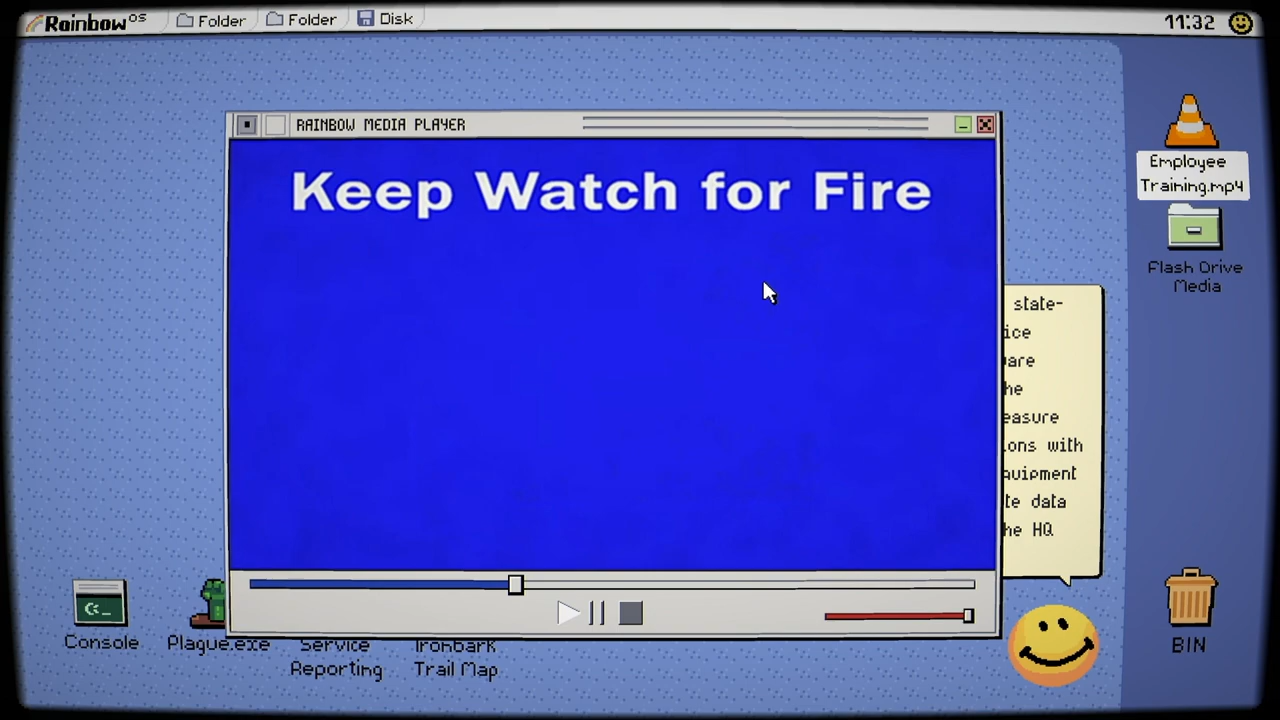 Rainbow OS
Folder
Folder
Disk
11:32
RAINBOW MEDIA PLAYER
Keep Watch for Fire
Employee
Training.mp4
Flash Drive
Media
state-
ice
are
he
easure
ions with
quipment
te data
he HQ
Console
Plague.exe
Service
Reporting
Ironbark
Trail Map
BIN